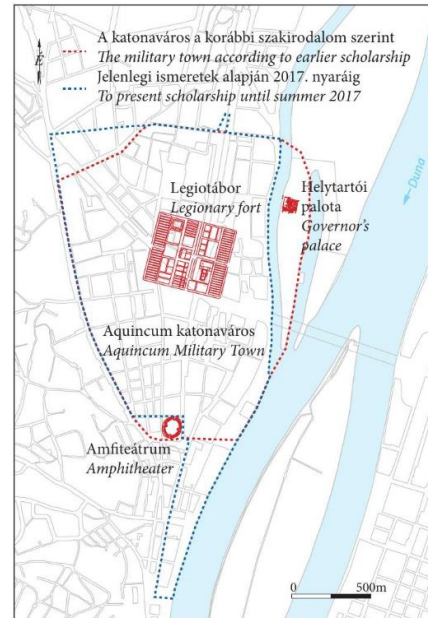 A katonaváros a korábbi szakirodalom szerint
The military town according to earlier scholarship
Jelenlegi ismeretek alapján 2017. nyaráig
To present scholarship until summer 2017
É
Legiotábor
Legionary fort
Helytartói
palota
Governor's
palace
Duna
Aquincum katonaváros
Aquincum Military Town
Amfiteátrum
Amphitheater
0 500m